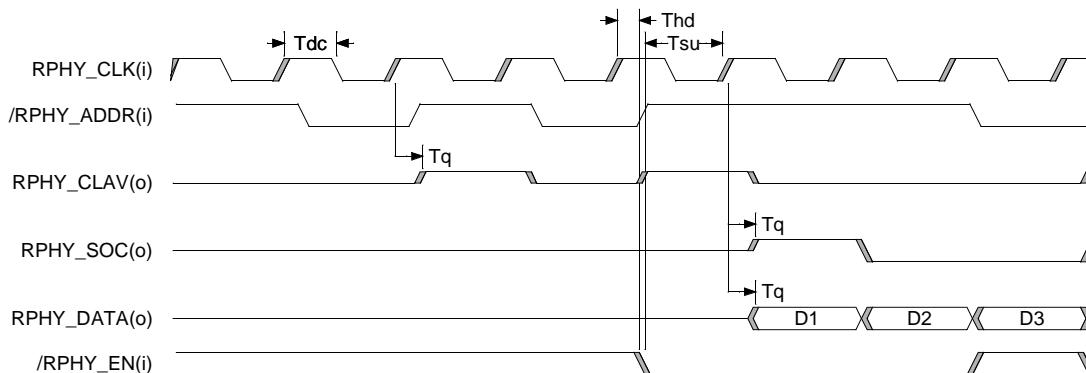 Thd
Tdc
Tsu
RPHY_CLK(i)
/RPHY_ADDR(i)
Tq
RPHY_CLAV(o)
Tq
RPHY_SOC(o)
Tq
RPHY_DATA(o)
D1
D2
D3
/RPHY_EN(i)